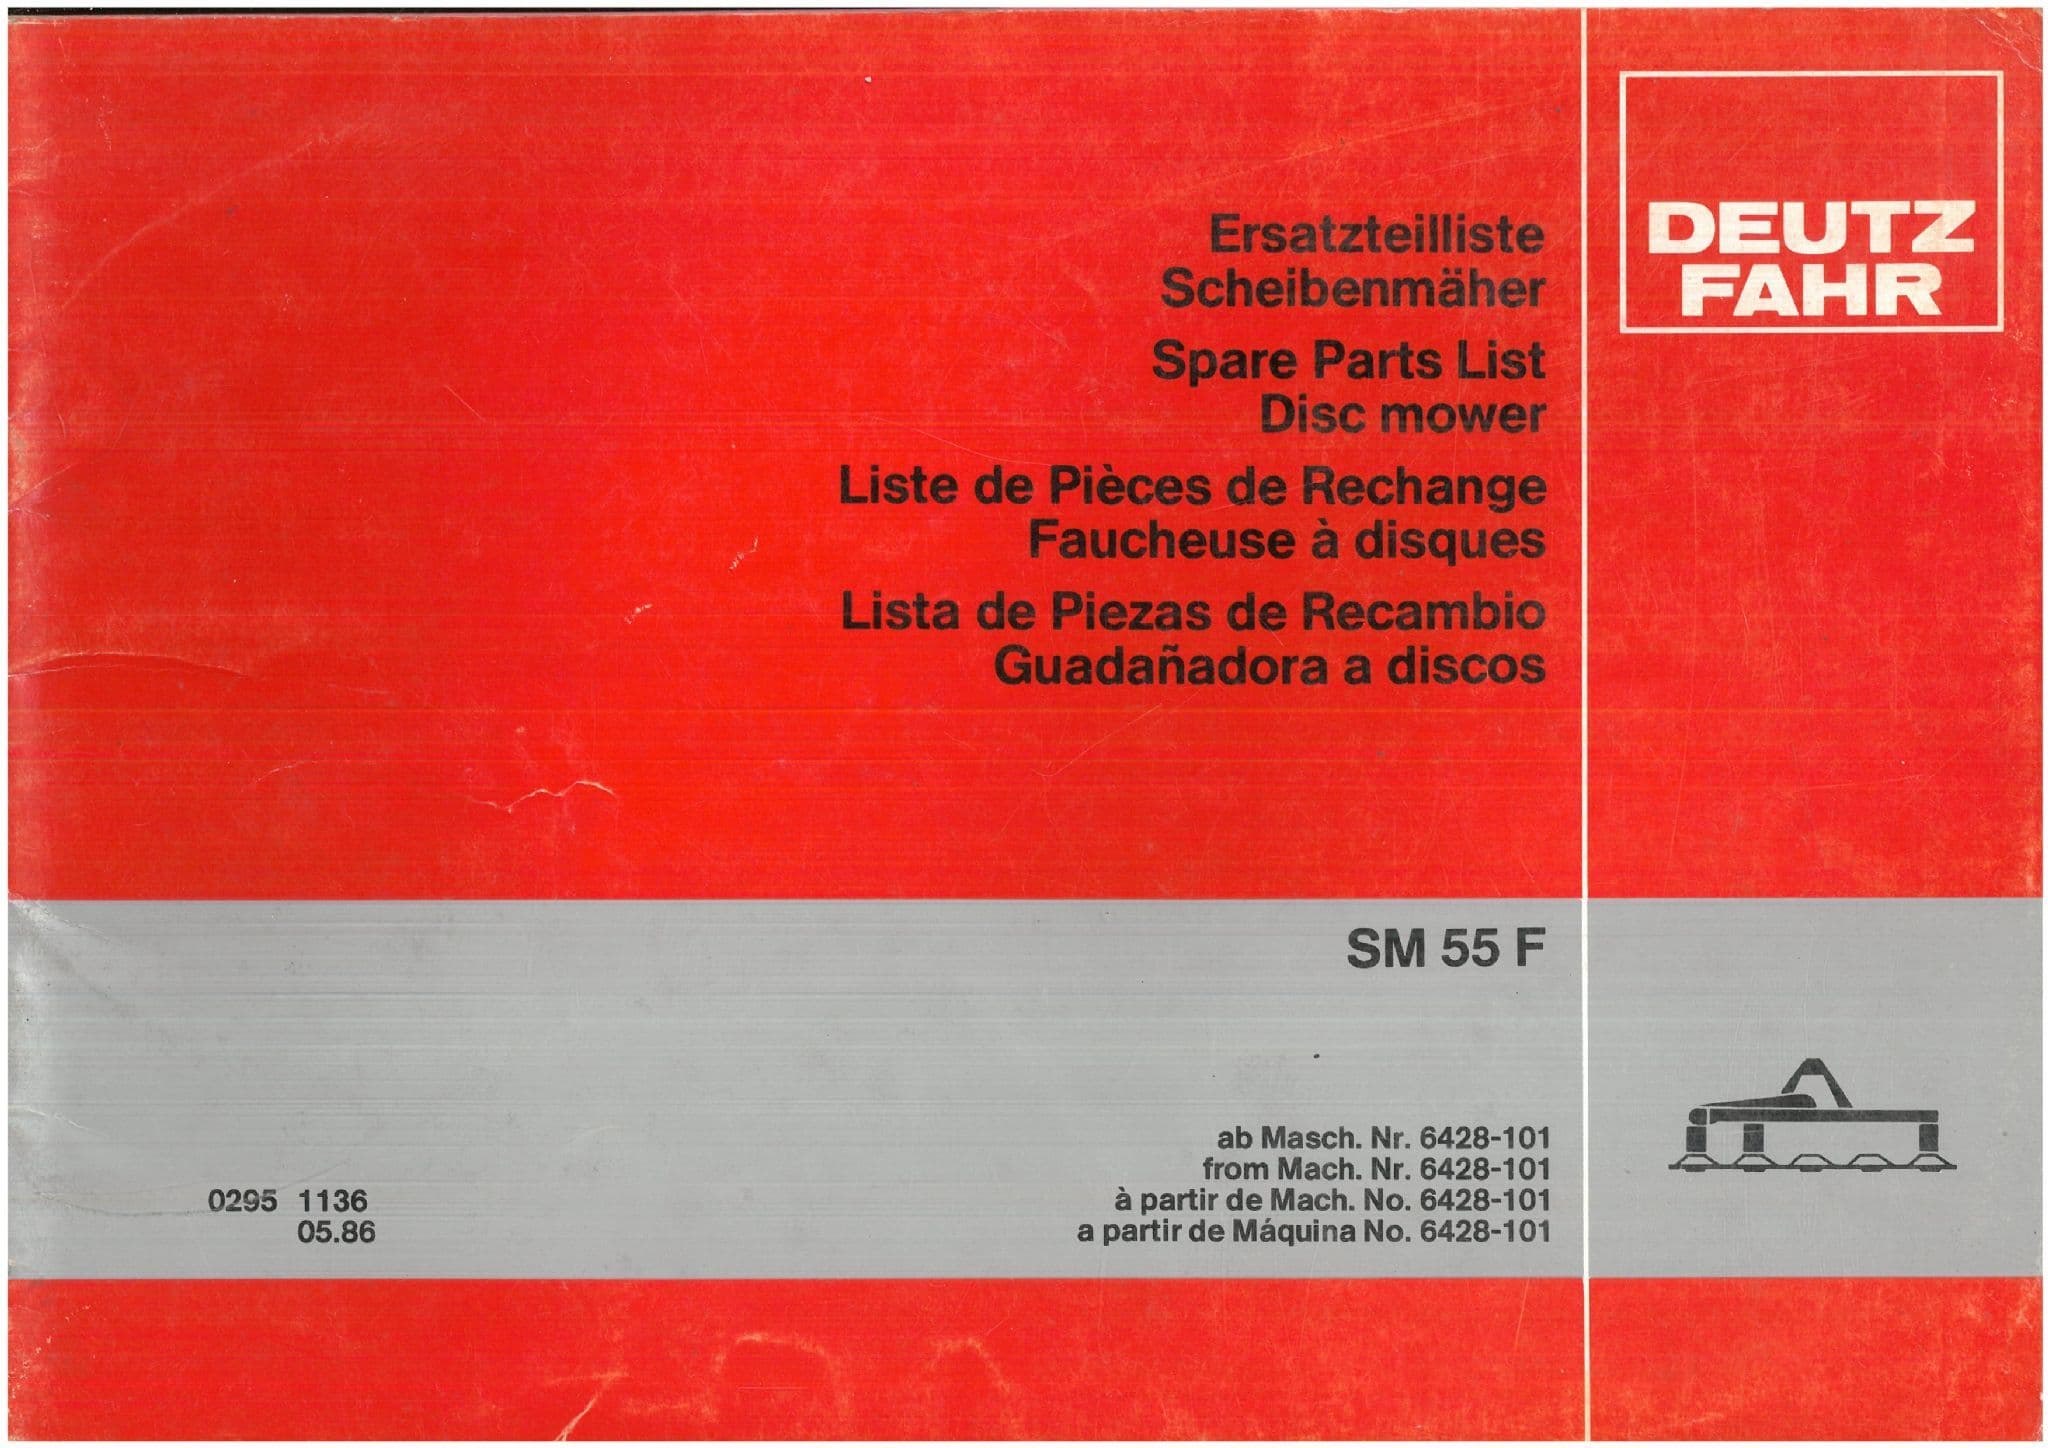 DEUTZ
FAHR
Ersatzteilliste
Scheibenmäher
Spare Parts List
Disc mower
Liste de Pièces de Rechange
Faucheuse à disques
Lista de Piezas de Recambio
Guadañadora a discos
SM 55 F
ab Masch. Nr. 6428-101
from Mach. Nr. 6428-101
à partir de Mach. No. 6428-101
a partir de Máquina No. 6428-101
0295 1136
05.86